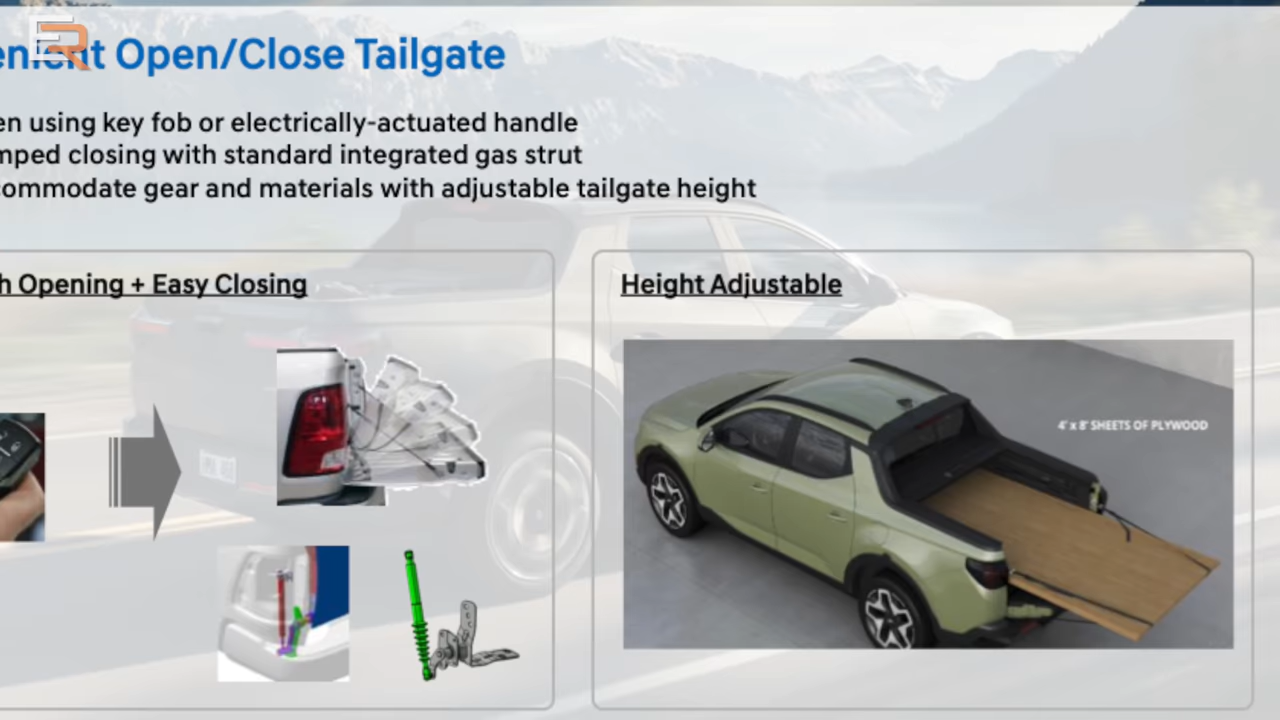 ER
enient Open/Close Tailgate
en using key fob or electrically-actuated handle
mped closing with standard integrated gas strut
commodate gear and materials with adjustable tailgate height
h Opening + Easy Closing
Height Adjustable
4' x 8' SHEETS OF PLYWOOD